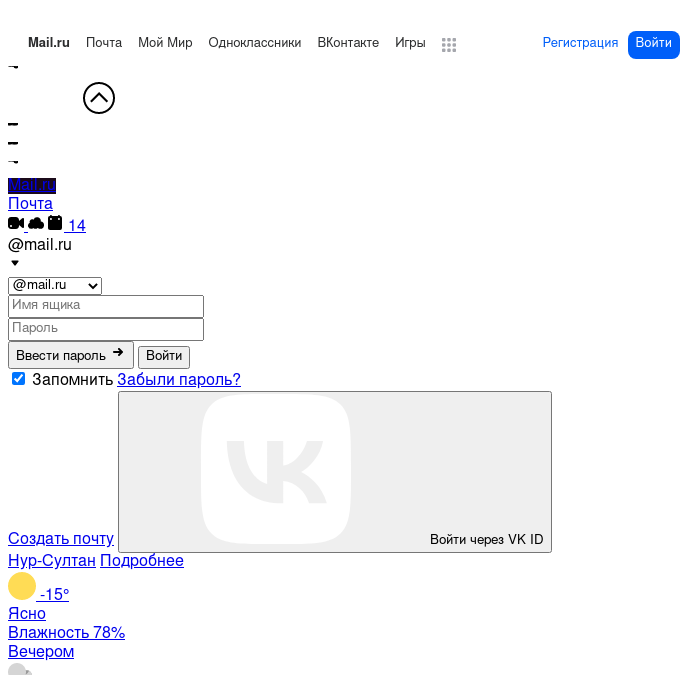 Mail.ru Почта Мой Мир Одноклассники ВКонтакте Игры Регистрация Войти
Mail.ru
Почта
14
@mail.ru
@mail.ru
Имя ящика
Пароль
Ввести пароль Войти
Запомнить Забыли пароль?
Создать почту Войти через VK ID
Нур-Султан Подробнее
-15°
Ясно
Влажность 78%
Вечером